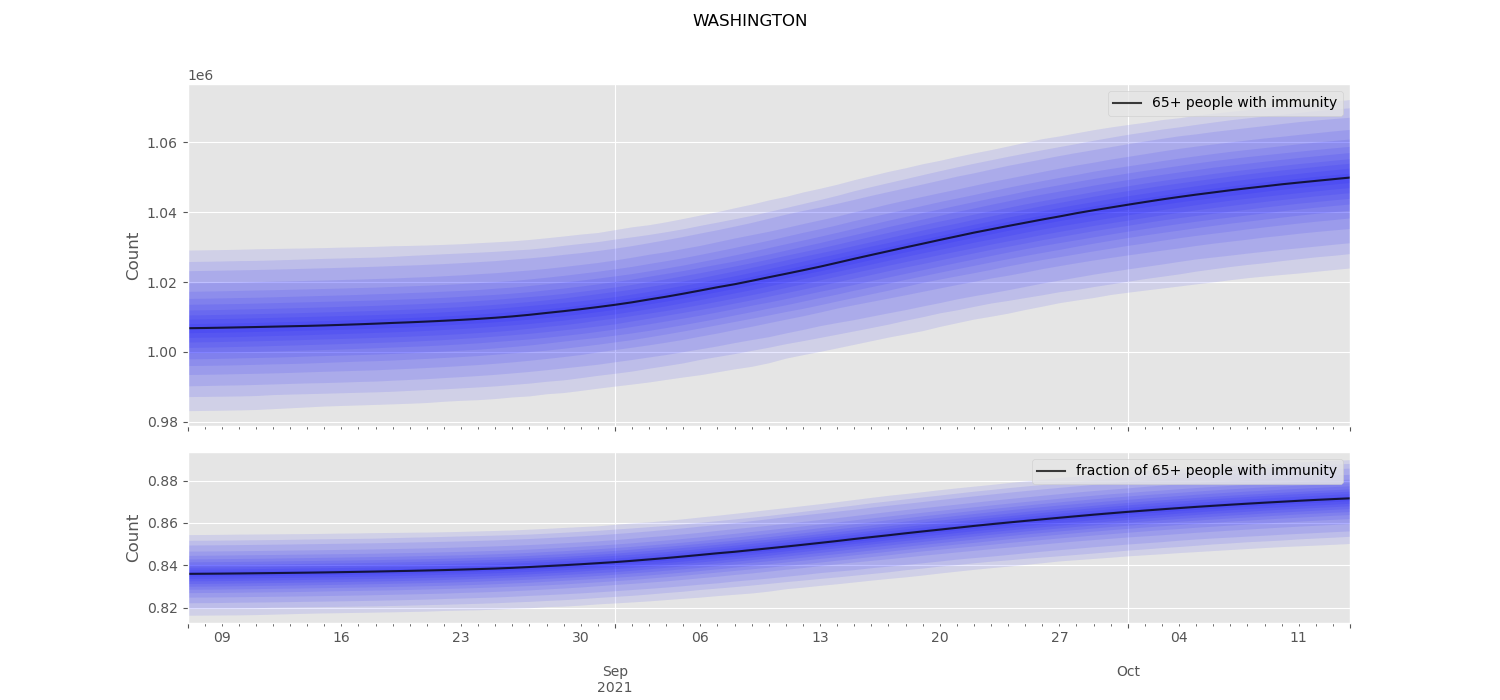 WASHINGTON
1e6
65+ people with immunity
1.06
1.04
1.02
1.00
0.98
Count
fraction of 65+ people with immunity
0.88
0.86
0.84
0.82
Count
09 16 23 30 06 13 20 27 04 11
Sep Oct
2021